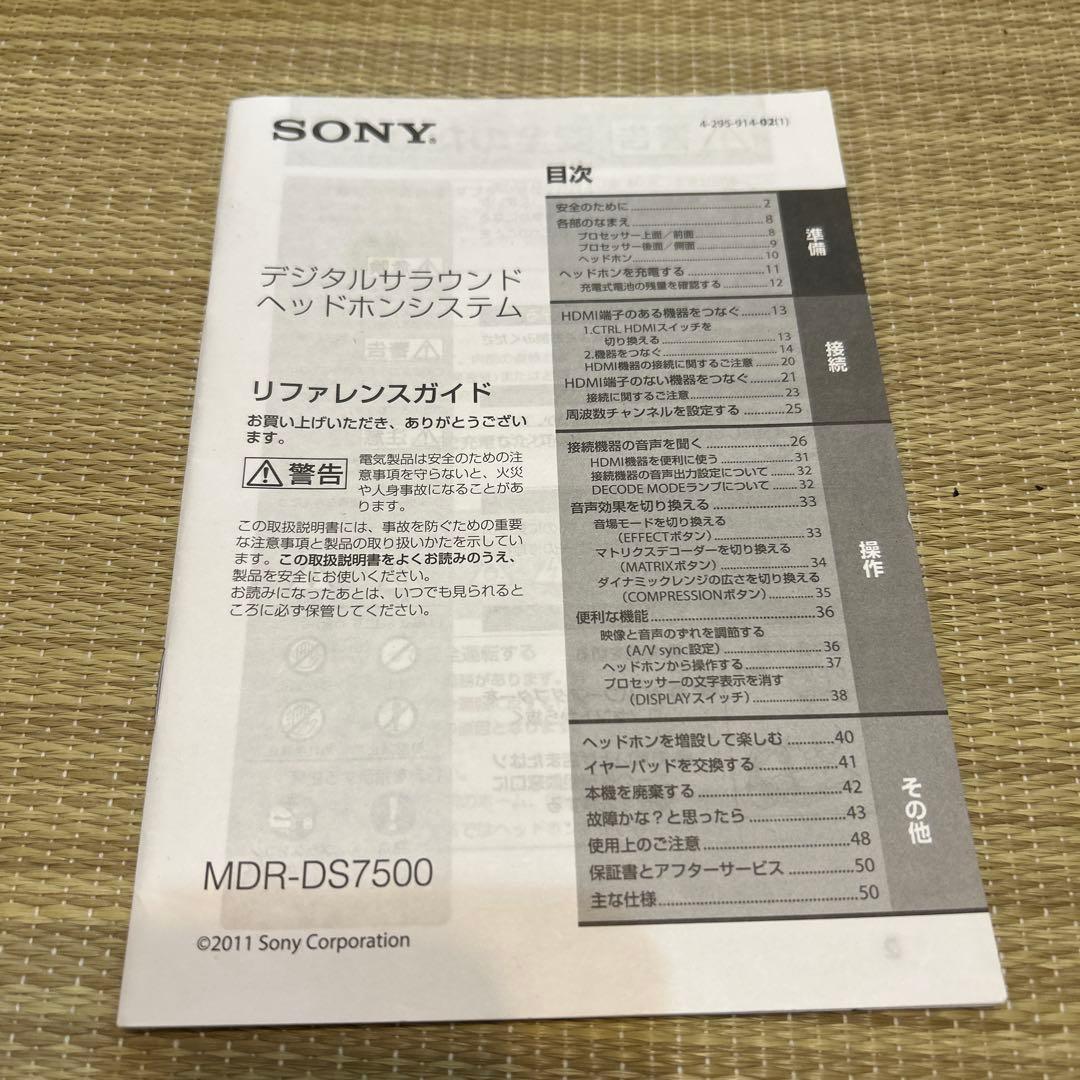 SONY®
4-295-914-02(1)
デジタルサラウンド
ヘッドホンシステム
リファレンスガイド
お買い上げいただき、ありがとうござい
ます。
警告
電気製品は安全のための注
意事項を守らないと、火災
や人身事故になることがあ
ります。
この取扱説明書には、事故を防ぐための重要
な注意事項と製品の取り扱いかたを示してい
ます。この取扱説明書をよくお読みのうえ、
製品を安全にお使いください。
お読みになったあとは、いつでも見られると
ころに必ず保管してください。
MDR-DS7500
©2011 Sony Corporation
目次
準備
安全のために ........ 2
各部のなまえ ........ 8
プロセッサー上面／前面 ........ 8
プロセッサー後面／側面 ........ 9
ヘッドホン ........ 10
ヘッドホンを充電する ........ 11
充電式電池の残量を確認する ........ 12
接続
HDMI端子のある機器をつなぐ ........ 13
1.CTRL HDMIスイッチを
切り換える ........ 13
2.機器をつなぐ ........ 14
HDMI機器の接続に関するご注意 ........ 20
HDMI端子のない機器をつなぐ ........ 21
接続に関するご注意 ........ 23
周波数チャンネルを設定する ........ 25
操作
接続機器の音声を聞く ........ 26
HDMI機器を便利に使う ........ 31
接続機器の音声出力設定について ........ 32
DECODE MODEランプについて ........ 32
音声効果を切り換える ........ 33
音場モードを切り換える
（EFFECTボタン） ........ 33
マトリクスデコーダーを切り換える
（MATRIXボタン） ........ 34
ダイナミックレンジの広さを切り換える
（COMPRESSIONボタン） ........ 35
便利な機能 ........ 36
映像と音声のずれを調節する
（A/V sync設定） ........ 36
ヘッドホンから操作する ........ 37
プロセッサーの文字表示を消す
（DISPLAYスイッチ） ........ 38
その他
ヘッドホンを増設して楽しむ ........ 40
イヤーパッドを交換する ........ 41
本機を廃棄する ........ 42
故障かな？と思ったら ........ 43
使用上のご注意 ........ 48
保証書とアフターサービス ........ 50
主な仕様 ........ 50